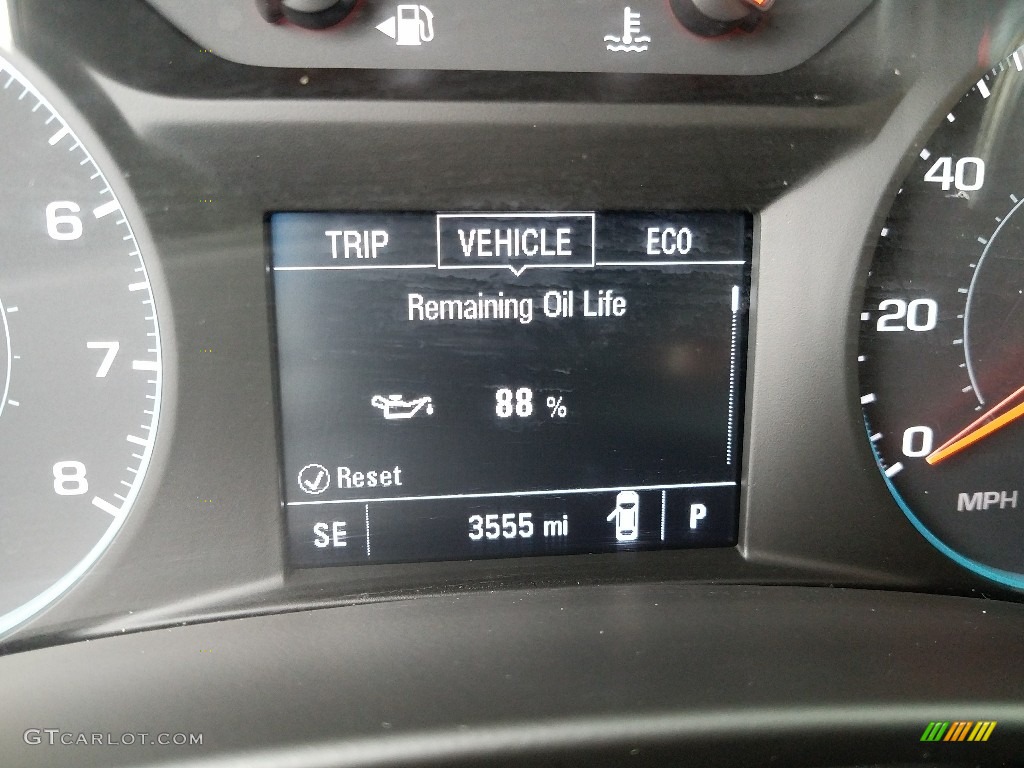 TRIP VEHICLE ECO
Remaining Oil Life
88 %
Reset
SE 3555 mi P
6
7
8
40
20
0
MPH
GTCARLOT.COM